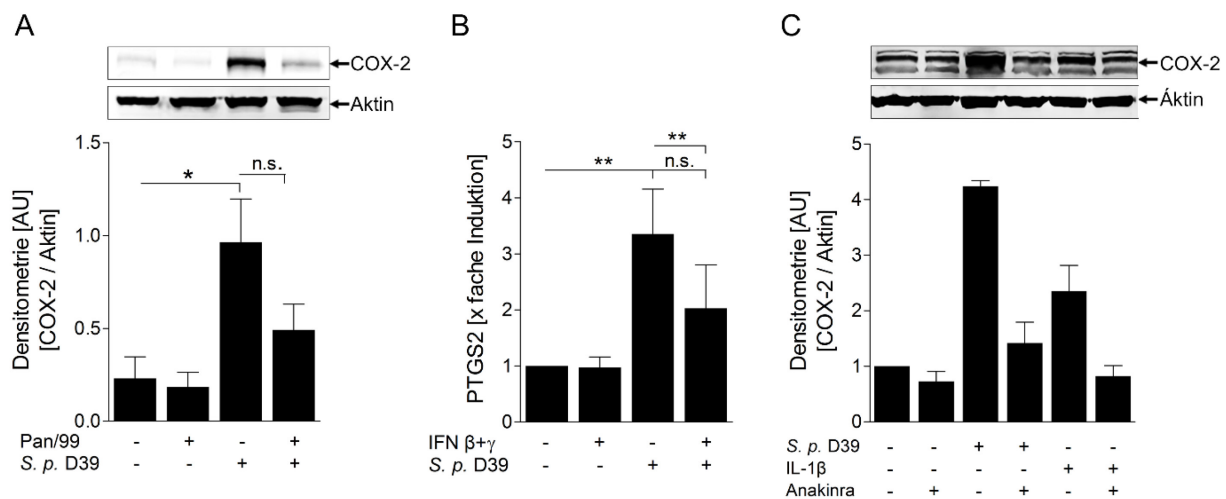 A
COX-2
Aktin
Densitometrie [AU]
[COX-2 / Aktin]
1.5
1.0
0.5
0.0
*
n.s.
Pan/99 - + - +
S. p. D39 - - + +
B
PTGS2 [x fache Induktion]
5
4
3
2
1
0
**
**
n.s.
IFN β+γ - + - +
S. p. D39 - - + +
C
COX-2
Áktin
Densitometrie [AU]
[COX-2 / Aktin]
5
4
3
2
1
0
S. p. D39 - - + + - -
IL-1β - - - - + +
Anakinra - + - + - +